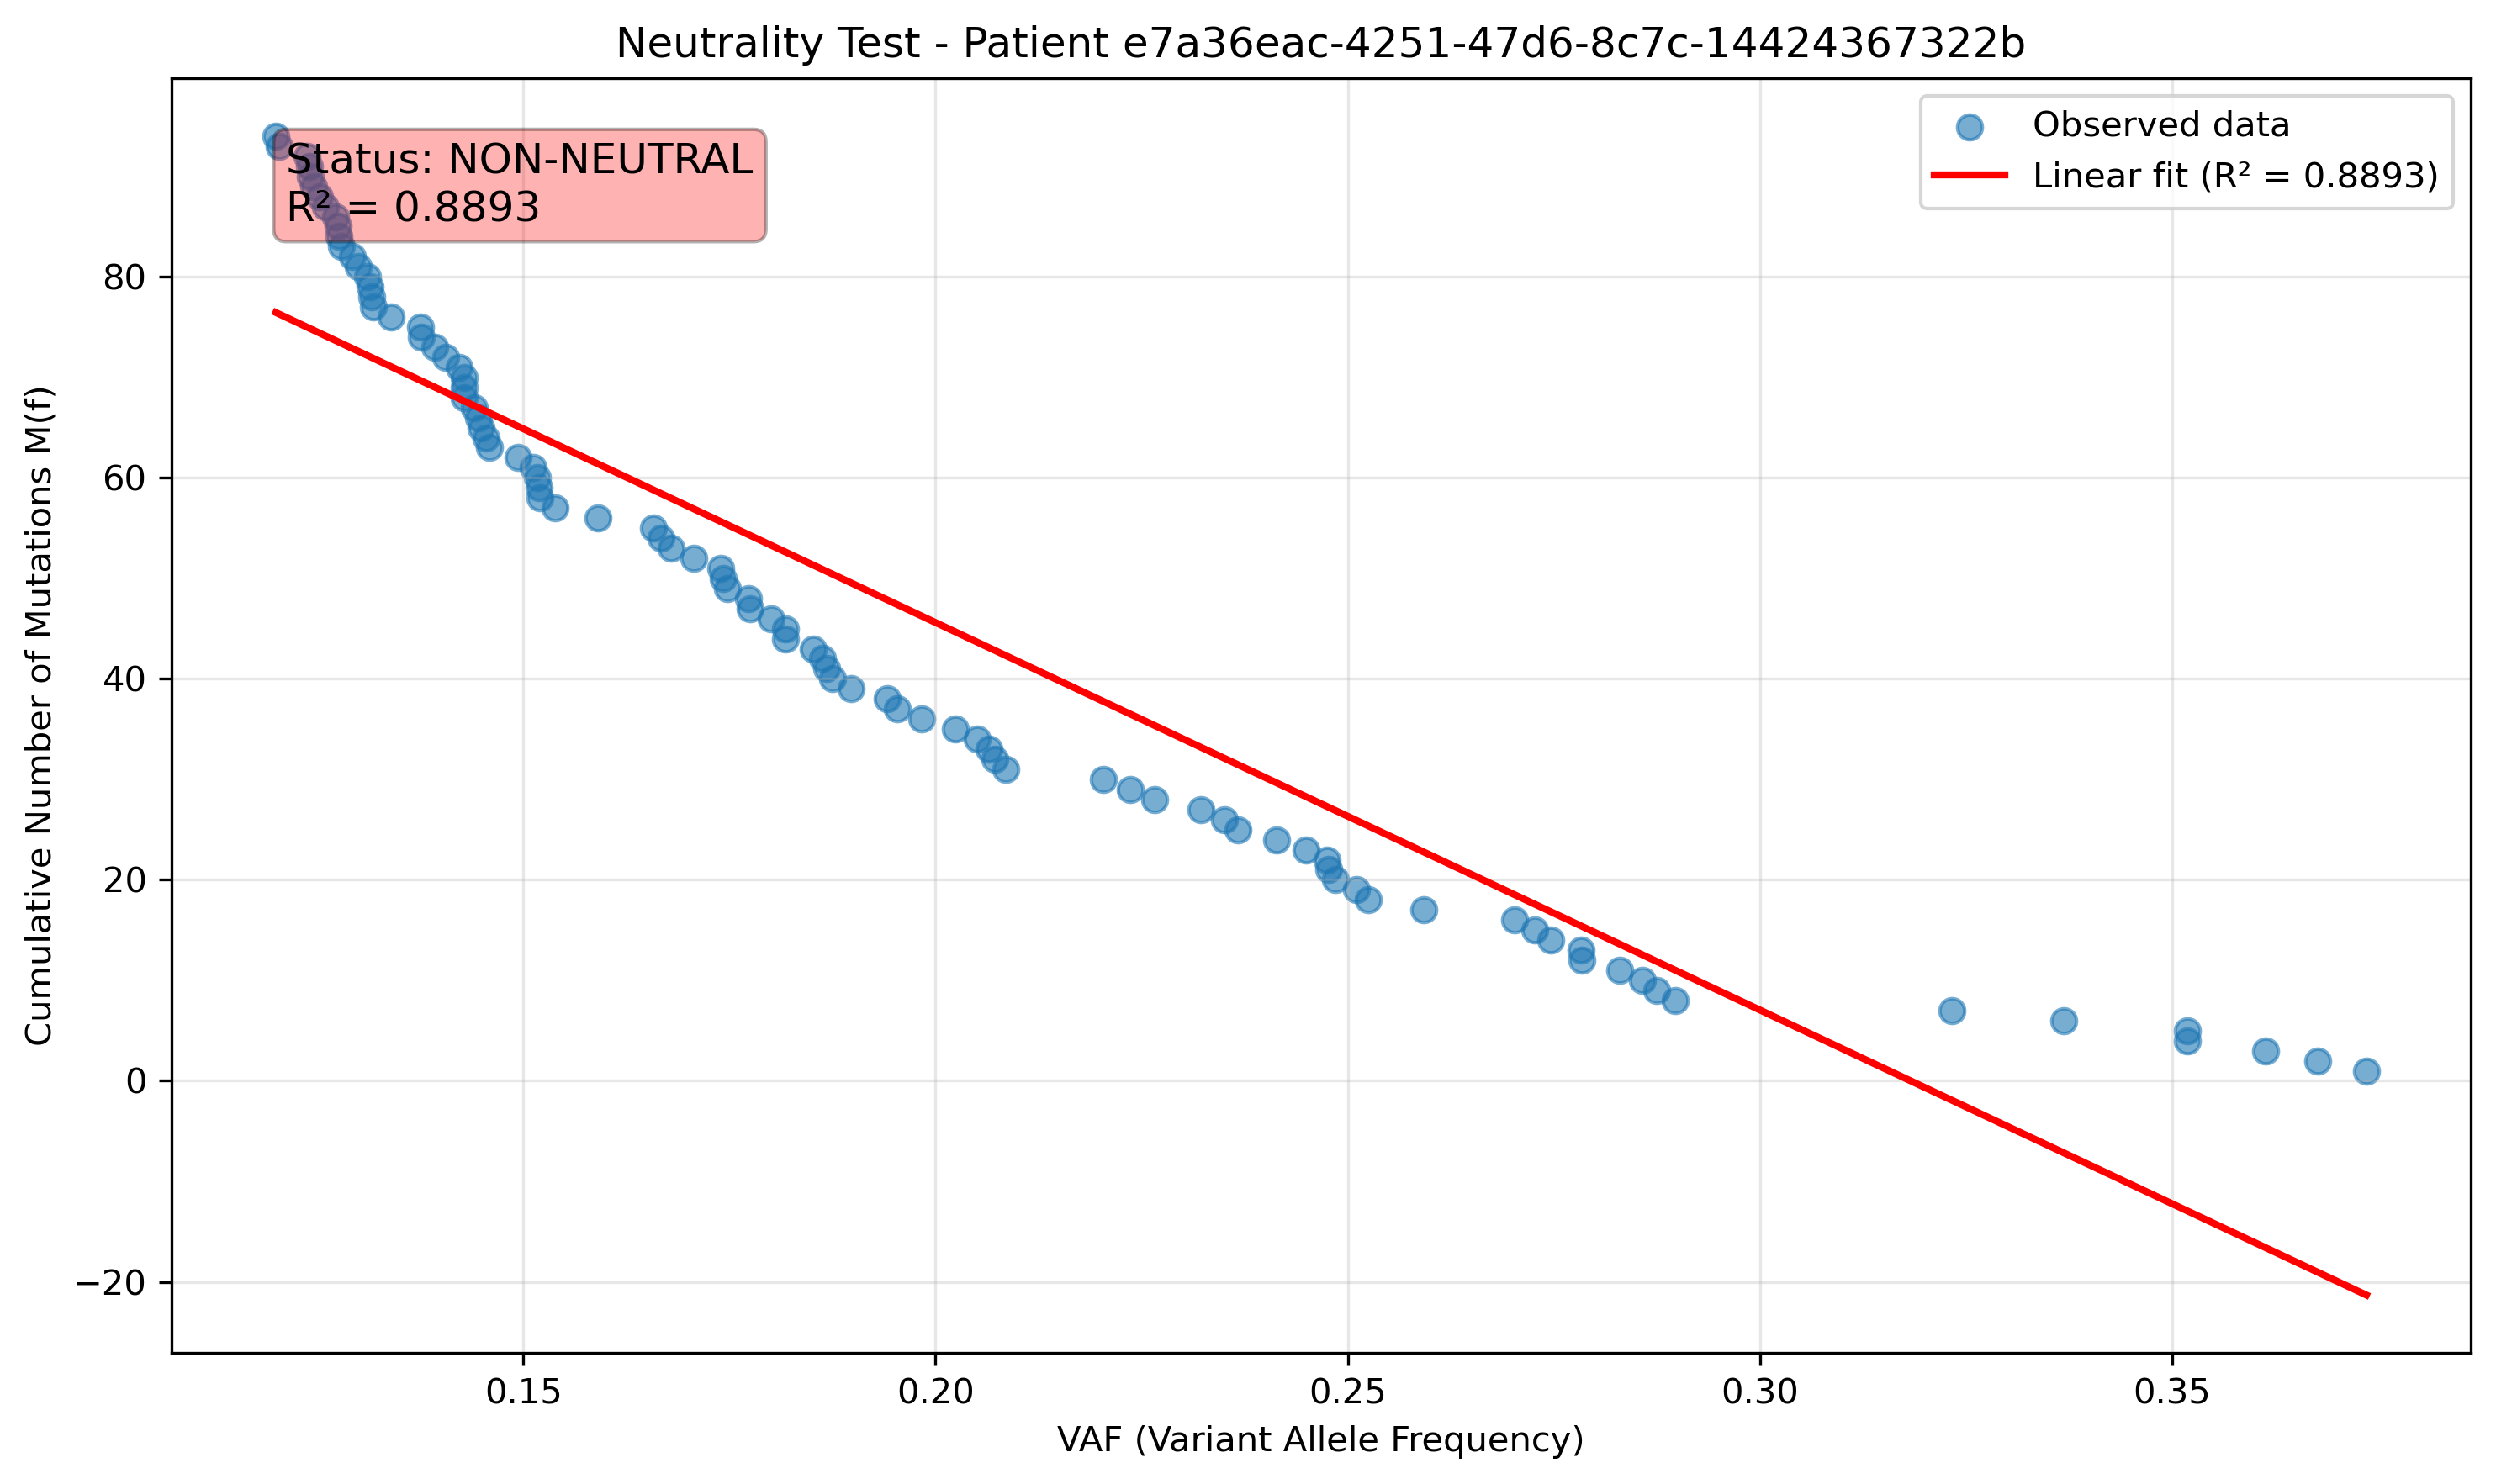 Neutrality Test - Patient e7a36eac-4251-47d6-8c7c-14424367322b
Status: NON-NEUTRAL
R² = 0.8893
Observed data
Linear fit (R² = 0.8893)
Cumulative Number of Mutations M(f)
80
60
40
20
0
−20
0.15
0.20
0.25
0.30
0.35
VAF (Variant Allele Frequency)